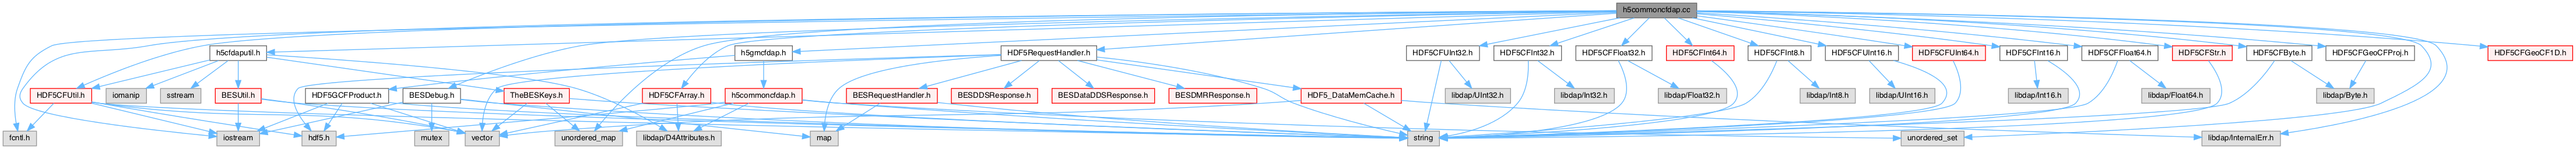 h5commoncfdap.cc
h5cfdaputil.h
h5gmcfdap.h
HDF5RequestHandler.h
HDF5CFUInt32.h
HDF5CFInt32.h
HDF5CFFloat32.h
HDF5CFInt64.h
HDF5CFInt8.h
HDF5CFUInt16.h
HDF5CFUInt64.h
HDF5CFInt16.h
HDF5CFFloat64.h
HDF5CFStr.h
HDF5CFByte.h
HDF5CFGeoCFProj.h
HDF5CFGeoCF1D.h
HDF5CFUtil.h
iomanip
sstream
BESUtil.h
HDF5GCFProduct.h
BESDebug.h
TheBESKeys.h
HDF5CFArray.h
h5commoncfdap.h
BESRequestHandler.h
BESDDSResponse.h
BESDataDDSResponse.h
BESDMRResponse.h
HDF5_DataMemCache.h
libdap/UInt32.h
libdap/Int32.h
libdap/Float32.h
libdap/Int8.h
libdap/UInt16.h
libdap/Int16.h
libdap/Float64.h
libdap/Byte.h
fcntl.h
iostream
hdf5.h
mutex
vector
unordered_map
libdap/D4Attributes.h
map
string
unordered_set
libdap/InternalErr.h